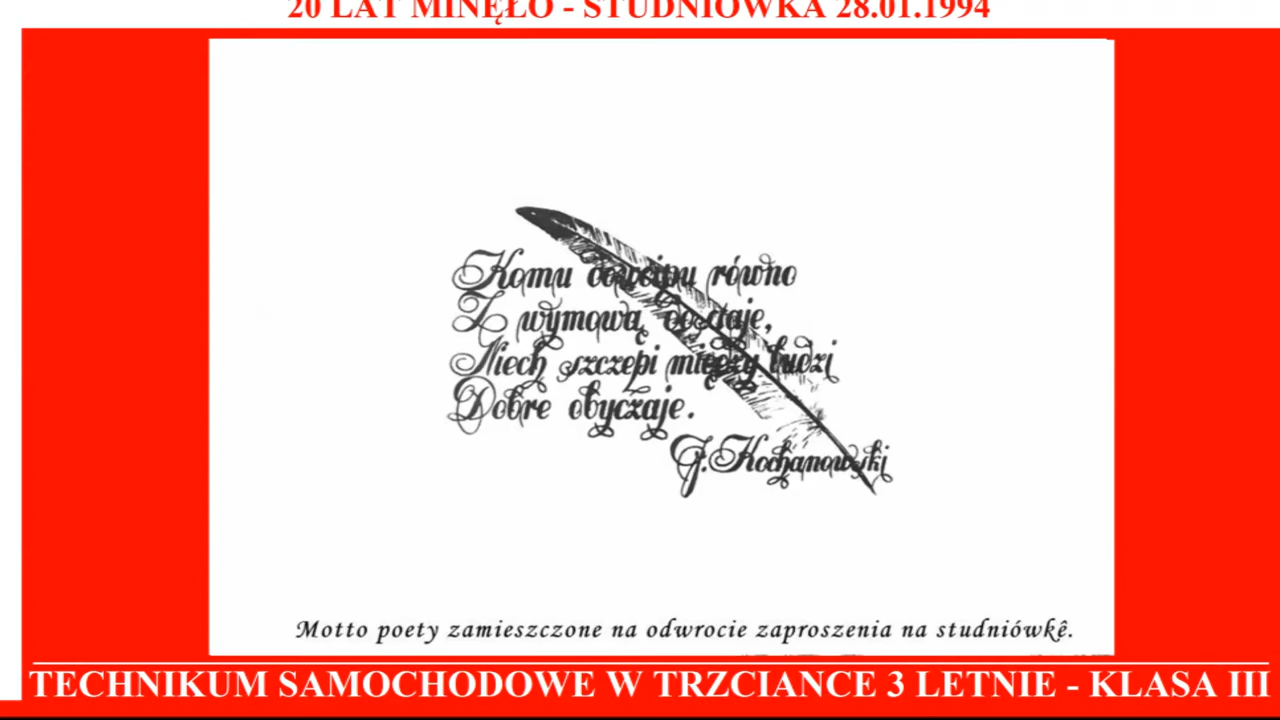 20 LAT MINĘŁO - STUDNIÓWKA 28.01.1994
Komu dowcipu równo
Z wymową dostaje,
Niech szczepi między ludzi
Dobre obyczaje.
J.Kochanowski
Motto poety zamieszczone na odwrocie zaproszenia na studniówkê.
TECHNIKUM SAMOCHODOWE W TRZCIANCE 3 LETNIE - KLASA III